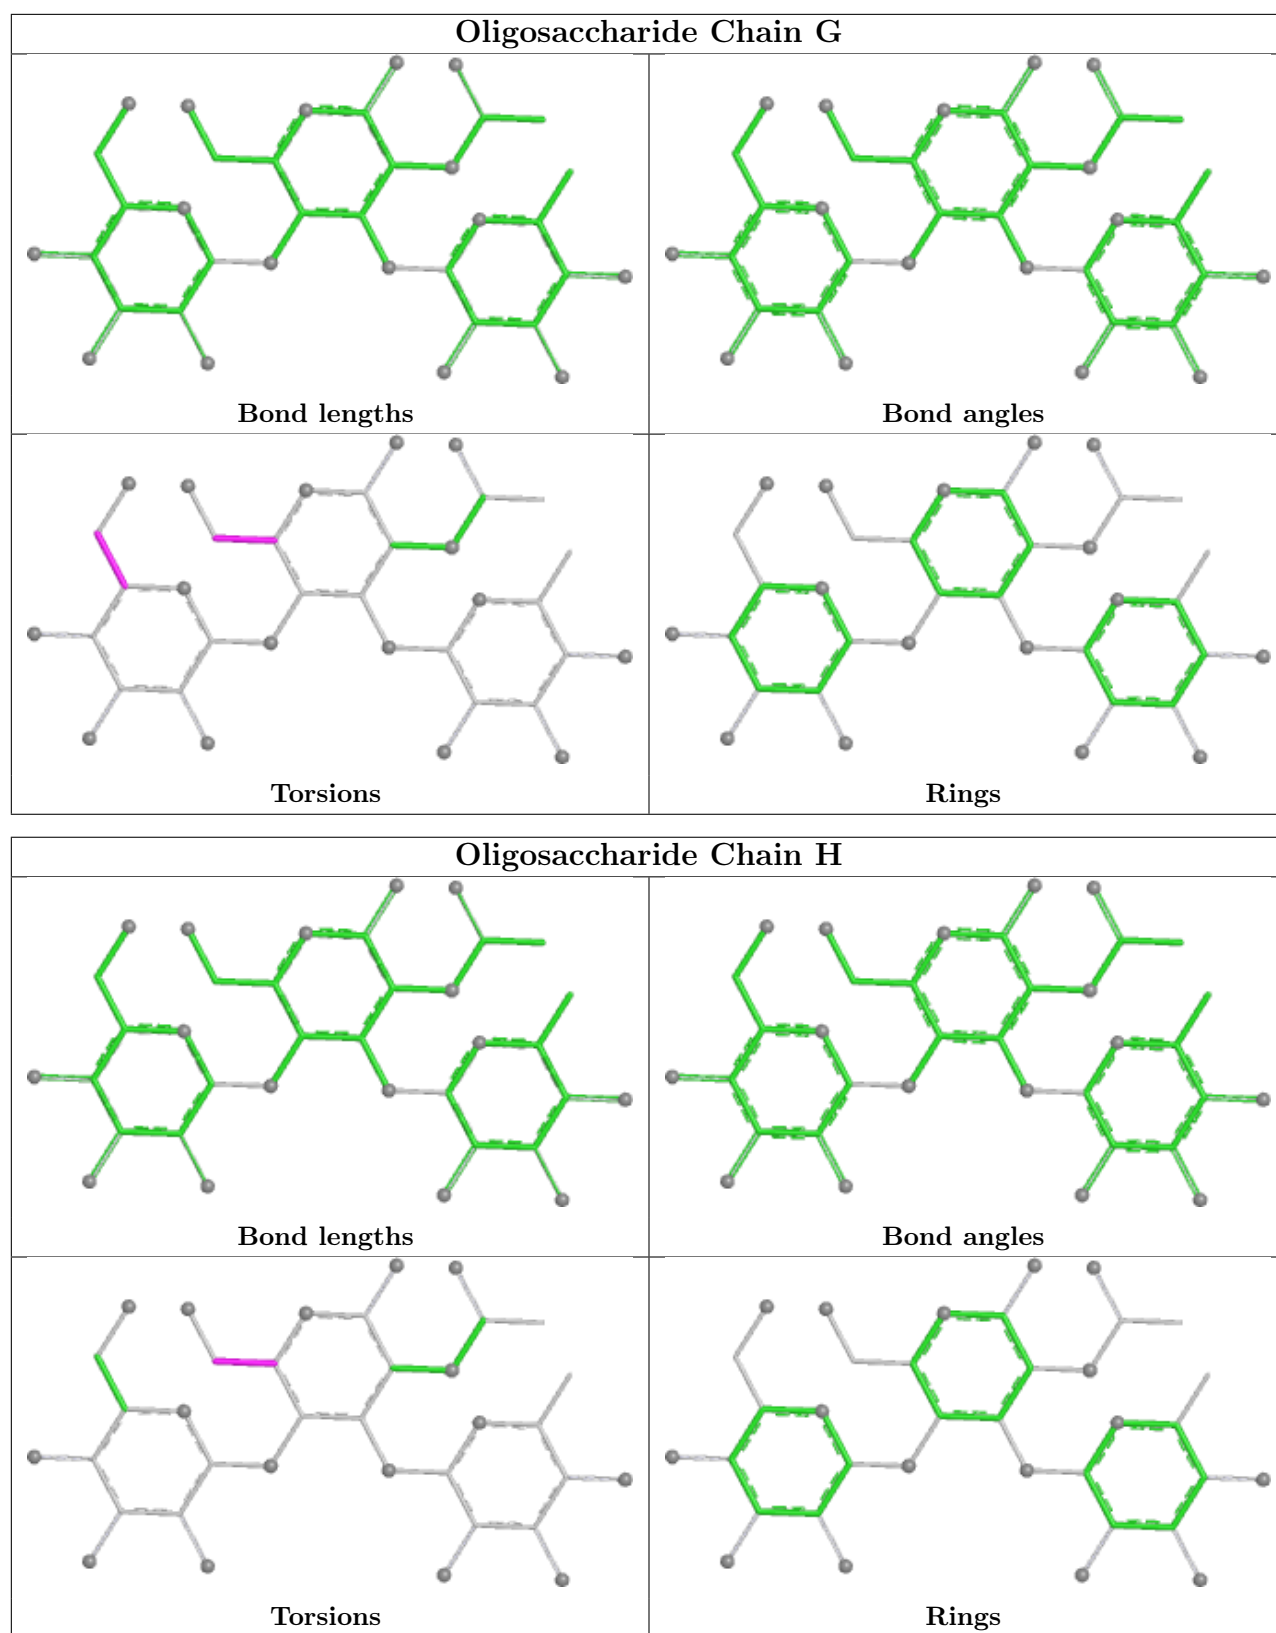 Oligosaccharide Chain G
Bond lengths
Bond angles
Torsions
Rings
Oligosaccharide Chain H
Bond lengths
Bond angles
Torsions
Rings